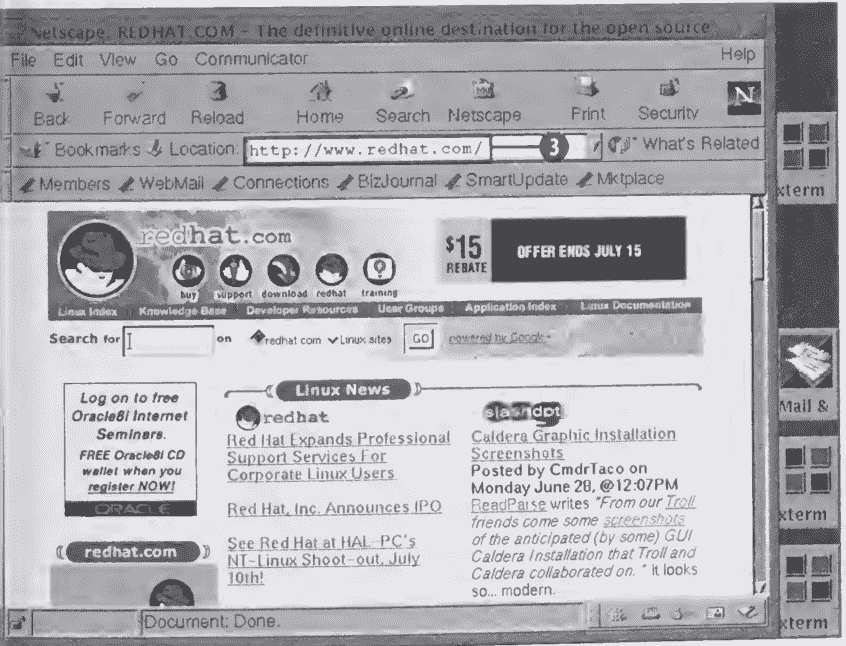 Netscape: REDHAT.COM - The definitive online destination for the open source
File Edit View Go Communicator Help
Back Forward Reload Home Search Netscape Print Security N
Bookmarks Location: http://www.redhat.com/ 3 What's Related
Members WebMail Connections BizJournal SmartUpdate Mktplace
xterm
redhat.com
$15 REBATE OFFER ENDS JULY 15
buy support download redhat training
Linux Index Knowledge Base Developer Resources User Groups Application Index Linux Documentation
Search for on redhat.com Linux sites GO powered by Google
Log on to free
Oracle8i Internet
Seminars.
FREE Oracle8i CD
wallet when you
register NOW!
ORACLE
redhat.com
Linux News
redhat
Red Hat Expands Professional
Support Services For
Corporate Linux Users
Red Hat, Inc. Announces IPO
See Red Hat at HAL-PC's
NT-Linux Shoot-out, July
10th!
slashdot
Caldera Graphic Installation
Screenshots
Posted by CmdrTaco on
Monday June 28, @12:07PM
ReadParse writes "From our Troll
friends come some screenshots
of the anticipated (by some) GUI
Caldera Installation that Troll and
Caldera collaborated on. " It looks
so... modern.
Mail &
xterm
xterm
Document: Done.